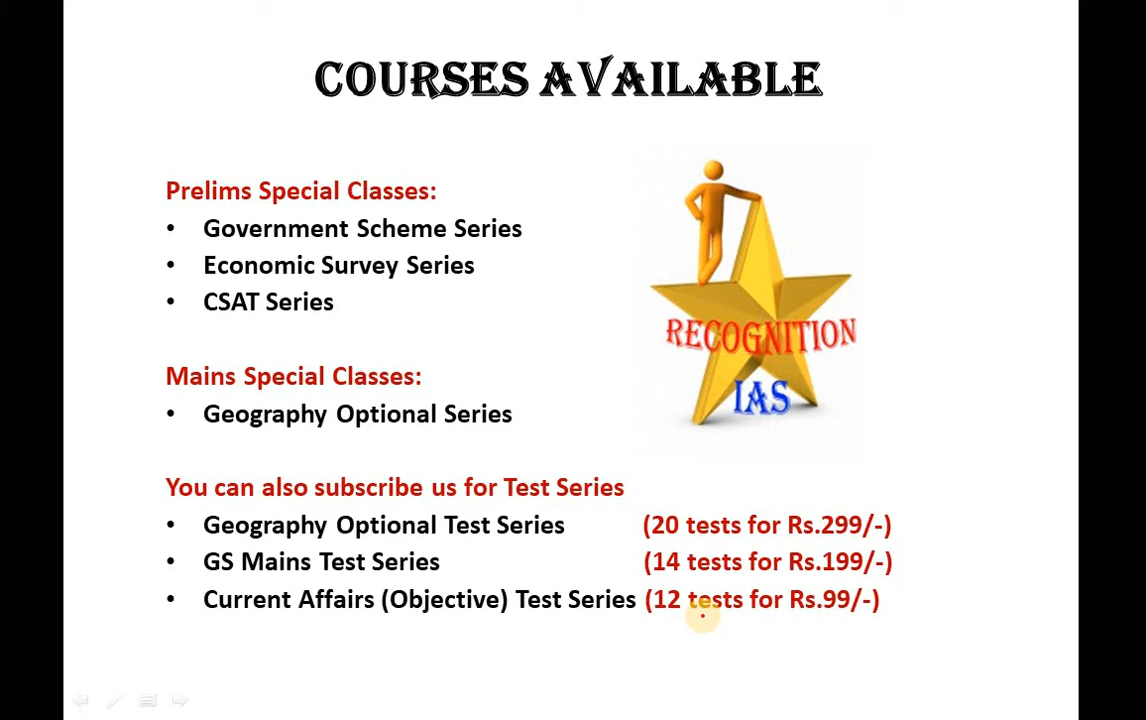 COURSES AVAILABLE
Prelims Special Classes:
• Government Scheme Series
• Economic Survey Series
• CSAT Series
RECOGNITION
IAS
Mains Special Classes:
• Geography Optional Series
You can also subscribe us for Test Series
• Geography Optional Test Series (20 tests for Rs.299/-)
• GS Mains Test Series (14 tests for Rs.199/-)
• Current Affairs (Objective) Test Series (12 tests for Rs.99/-)